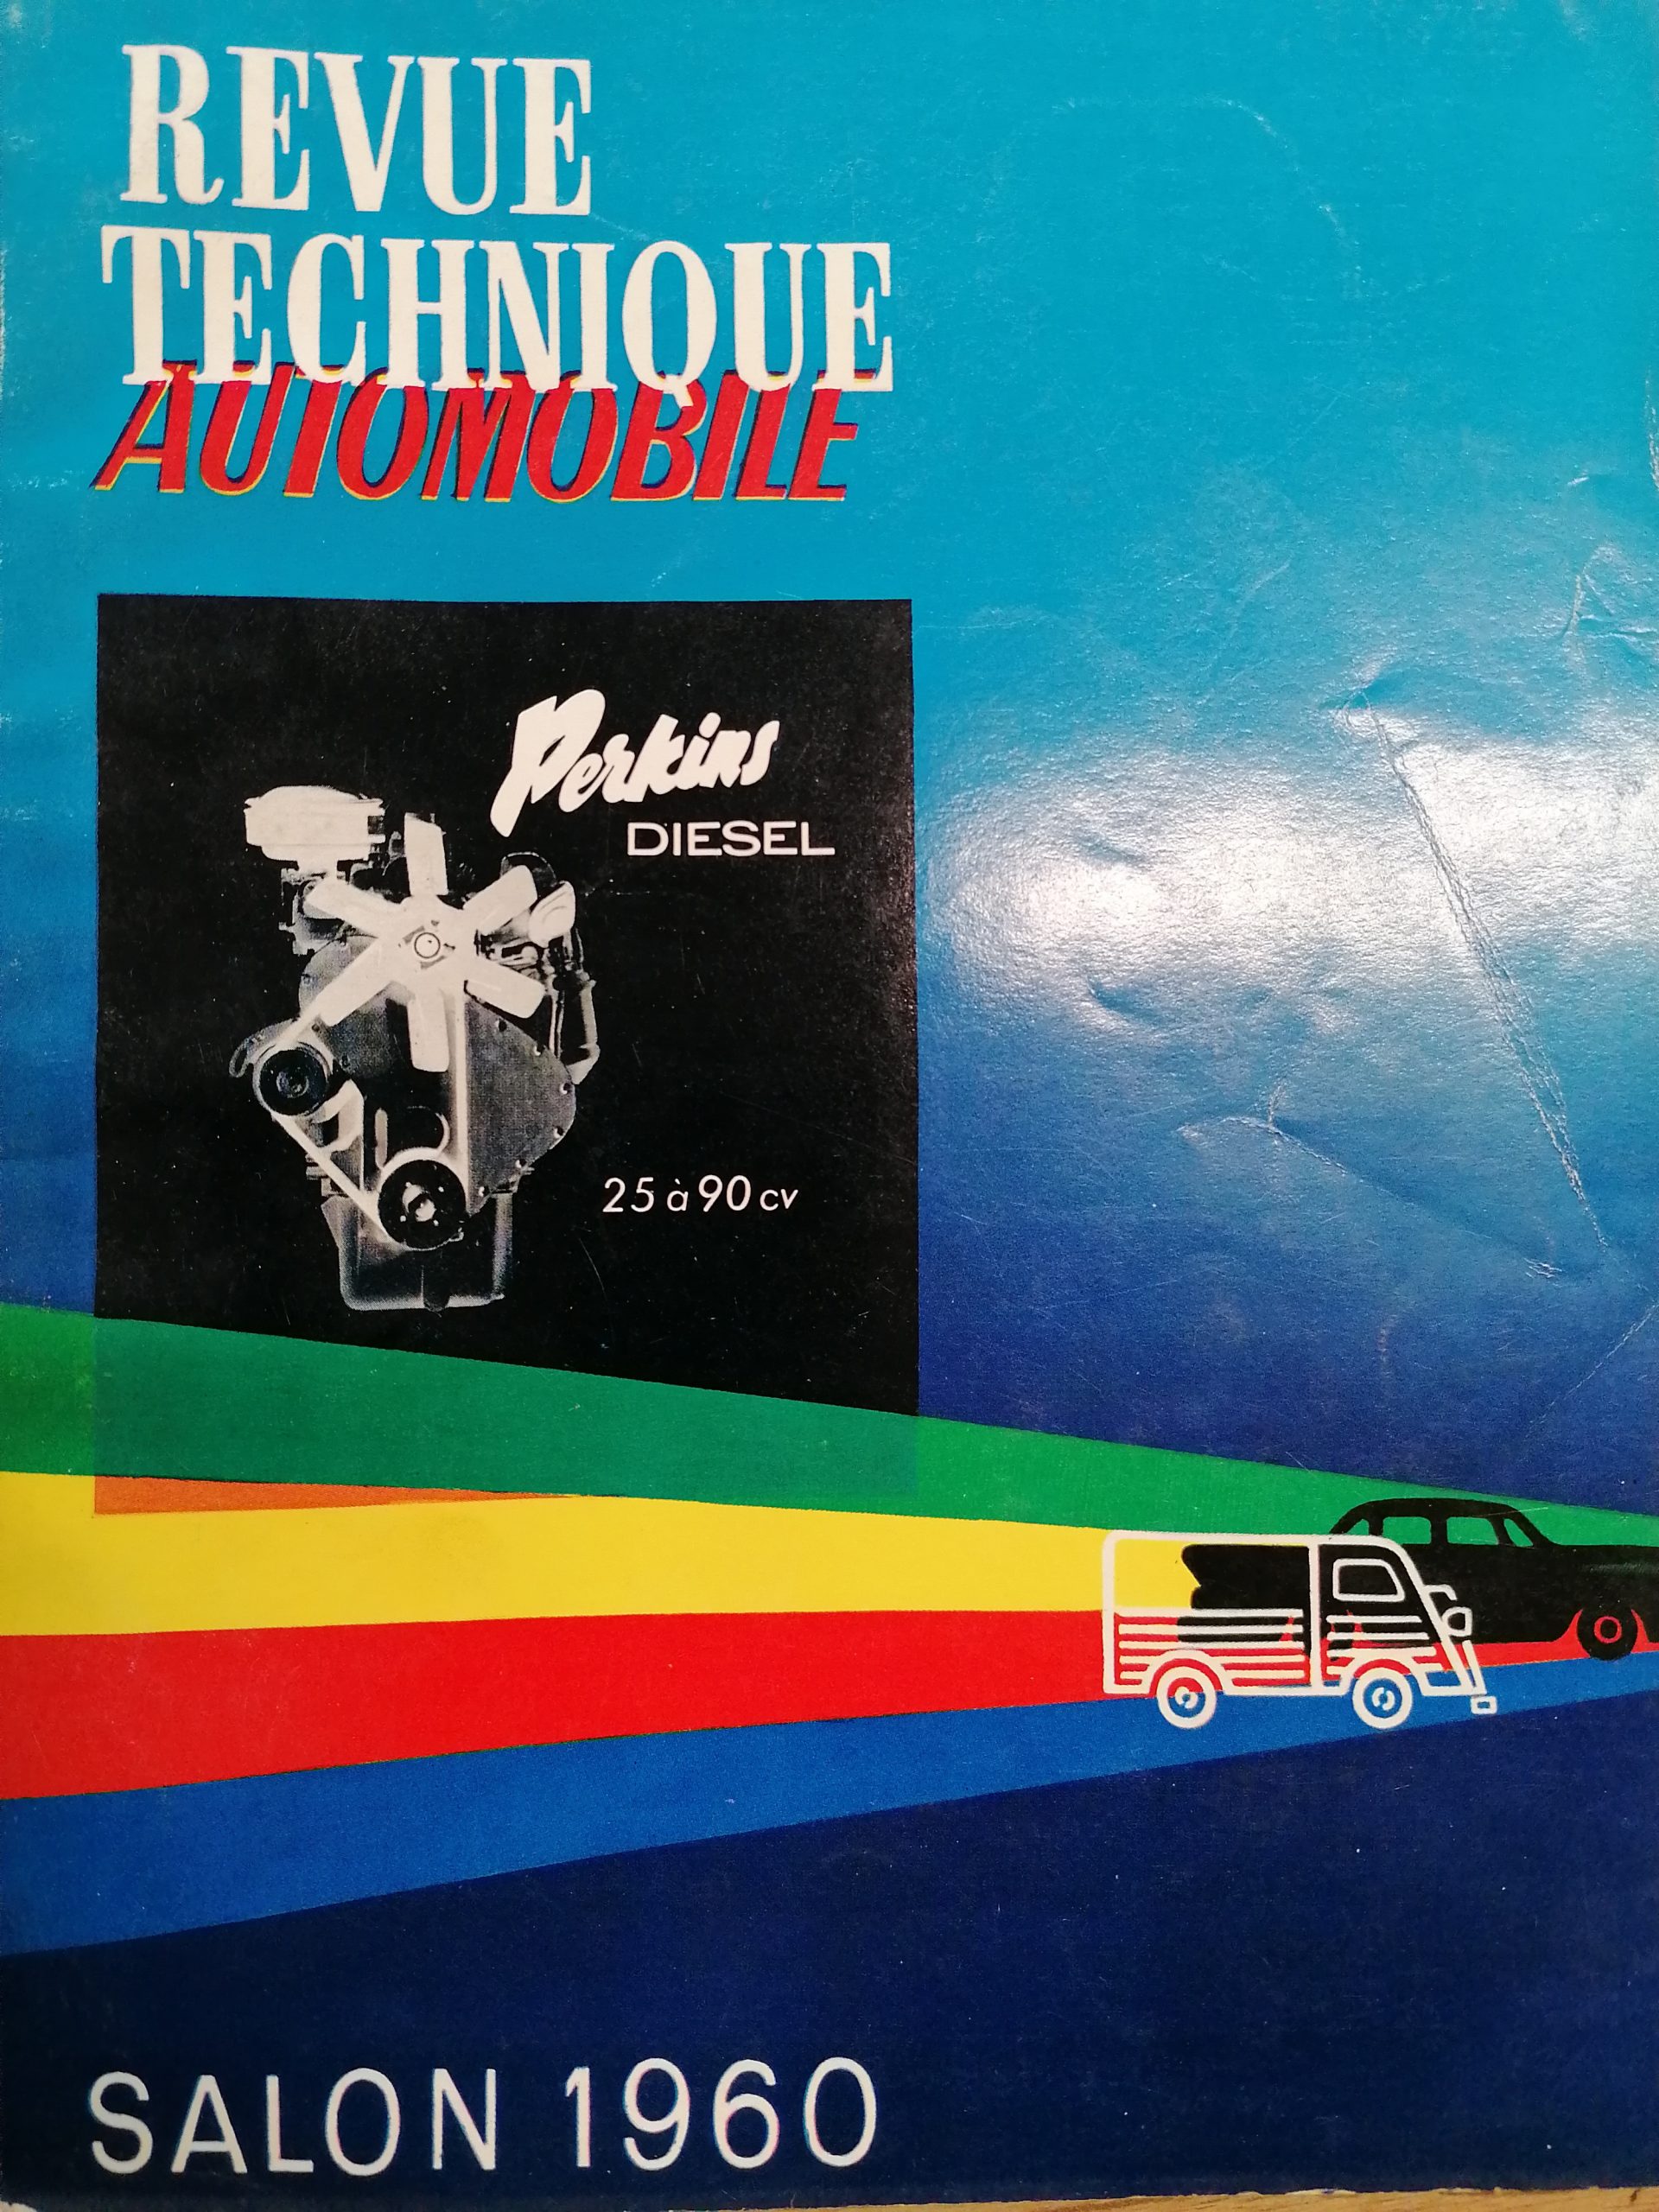 REVUE
TECHNIQUE
AUTOMOBILE
Perkins
DIESEL
25 à 90 cv
SALON 1960